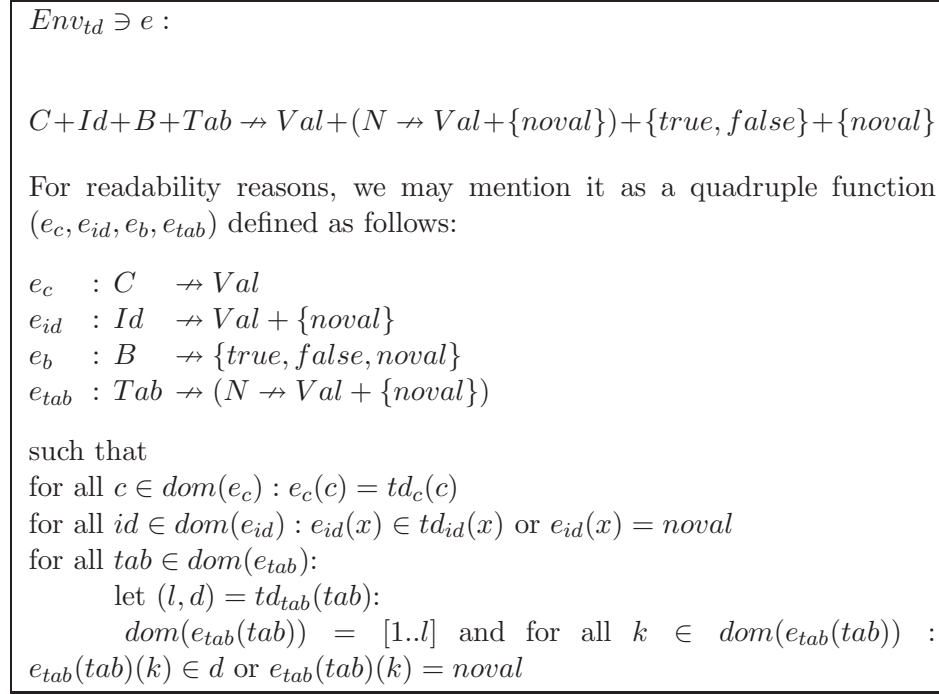 Env_td ∋ e :
C+Id+B+Tab ↛ Val+(N ↛ Val+{noval})+{true, false}+{noval}
For readability reasons, we may mention it as a quadruple function
(e_c, e_id, e_b, e_tab) defined as follows:
e_c : C ↛ Val
e_id : Id ↛ Val + {noval}
e_b : B ↛ {true, false, noval}
e_tab : Tab ↛ (N ↛ Val + {noval})
such that
for all c ∈ dom(e_c) : e_c(c) = td_c(c)
for all id ∈ dom(e_id) : e_id(x) ∈ td_id(x) or e_id(x) = noval
for all tab ∈ dom(e_tab):
let (l, d) = td_tab(tab):
dom(e_tab(tab)) = [1..l] and for all k ∈ dom(e_tab(tab)) :
e_tab(tab)(k) ∈ d or e_tab(tab)(k) = noval